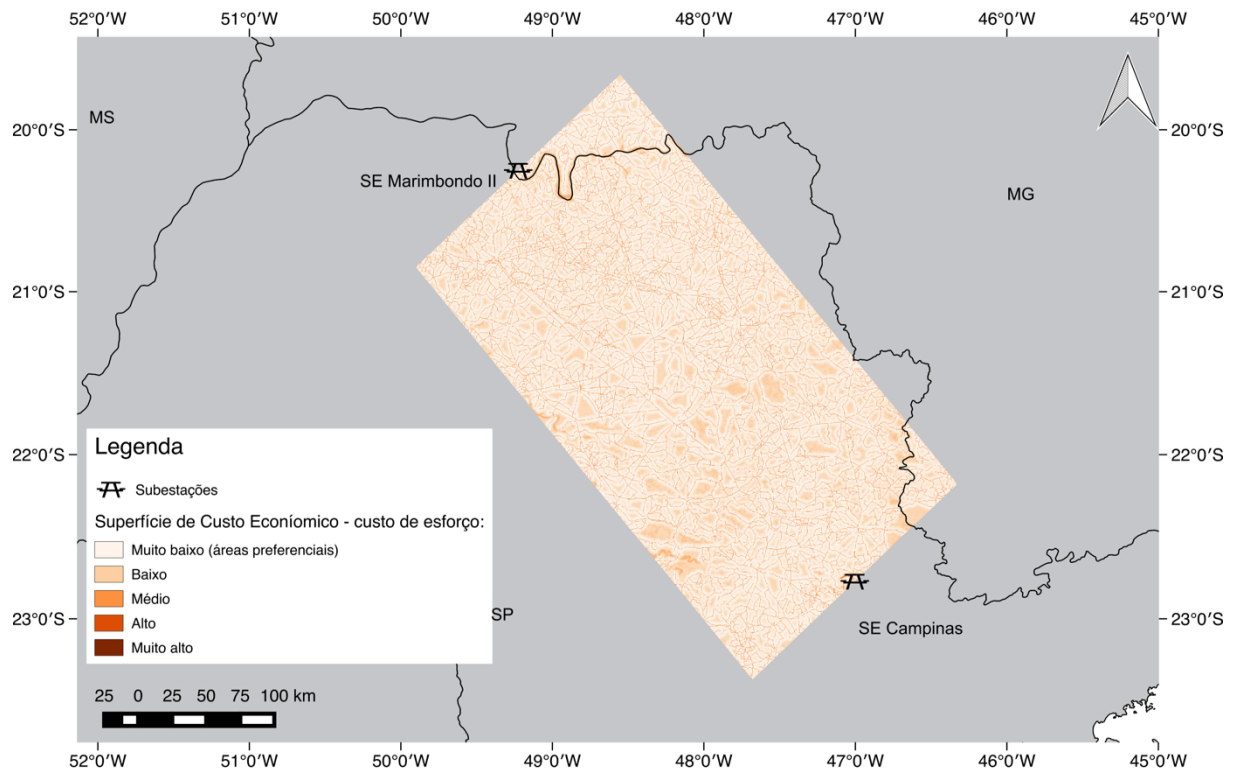 52°0′W 51°0′W 50°0′W 49°0′W 48°0′W 47°0′W 46°0′W 45°0′W
MS
20°0′S 20°0′S
SE Marimbondo II
MG
21°0′S 21°0′S
22°0′S 22°0′S
Legenda
Subestações
Superfície de Custo Econíomico - custo de esforço:
Muito baixo (áreas preferenciais)
Baixo
Médio
Alto
Muito alto
23°0′S 23°0′S
SP
SE Campinas
25 0 25 50 75 100 km
52°0′W 51°0′W 50°0′W 49°0′W 48°0′W 47°0′W 46°0′W 45°0′W